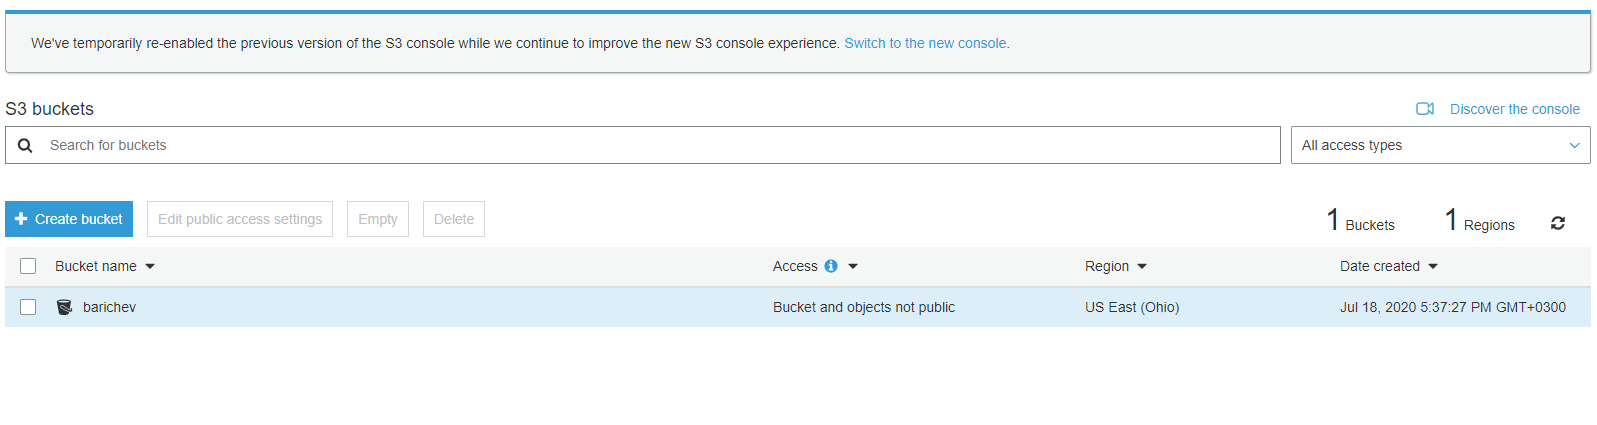 We've temporarily re-enabled the previous version of the S3 console while we continue to improve the new S3 console experience. Switch to the new console.
S3 buckets
Discover the console
Search for buckets
All access types
Create bucket
Edit public access settings
Empty
Delete
1 Buckets
1 Regions
Bucket name
Access
Region
Date created
barichev
Bucket and objects not public
US East (Ohio)
Jul 18, 2020 5:37:27 PM GMT+0300